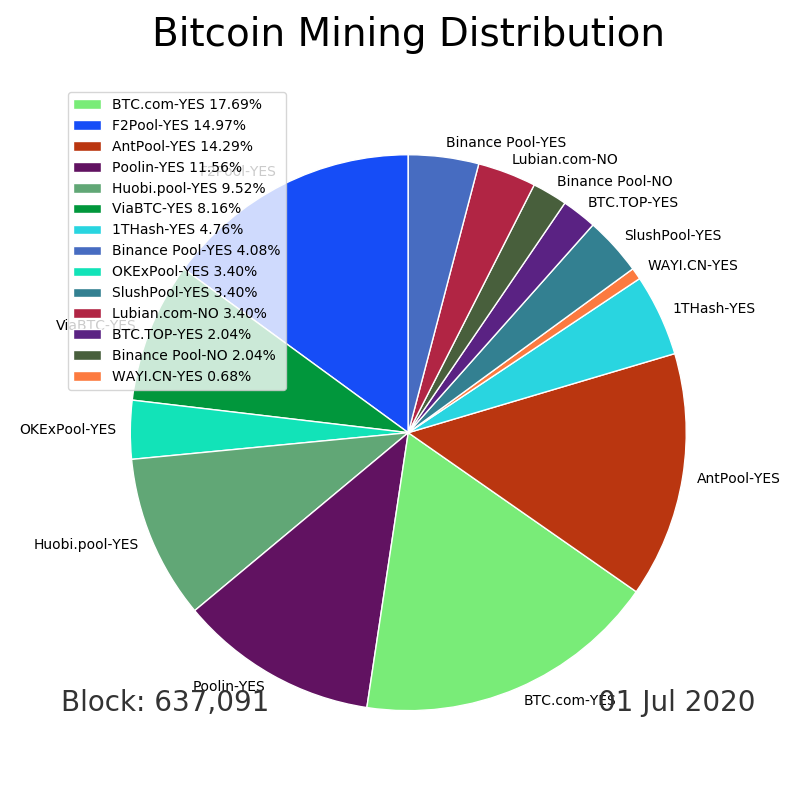 Bitcoin Mining Distribution
BTC.com-YES 17.69%
F2Pool-YES 14.97%
AntPool-YES 14.29%
Poolin-YES 11.56%
Huobi.pool-YES 9.52%
ViaBTC-YES 8.16%
1THash-YES 4.76%
Binance Pool-YES 4.08%
OKExPool-YES 3.40%
SlushPool-YES 3.40%
Lubian.com-NO 3.40%
BTC.TOP-YES 2.04%
Binance Pool-NO 2.04%
WAYI.CN-YES 0.68%
Binance Pool-YES
Lubian.com-NO
Binance Pool-NO
BTC.TOP-YES
SlushPool-YES
WAYI.CN-YES
1THash-YES
AntPool-YES
BTC.com-YES
Poolin-YES
Huobi.pool-YES
OKExPool-YES
ViaBTC-YES
F2Pool-YES
Block: 637,091
01 Jul 2020